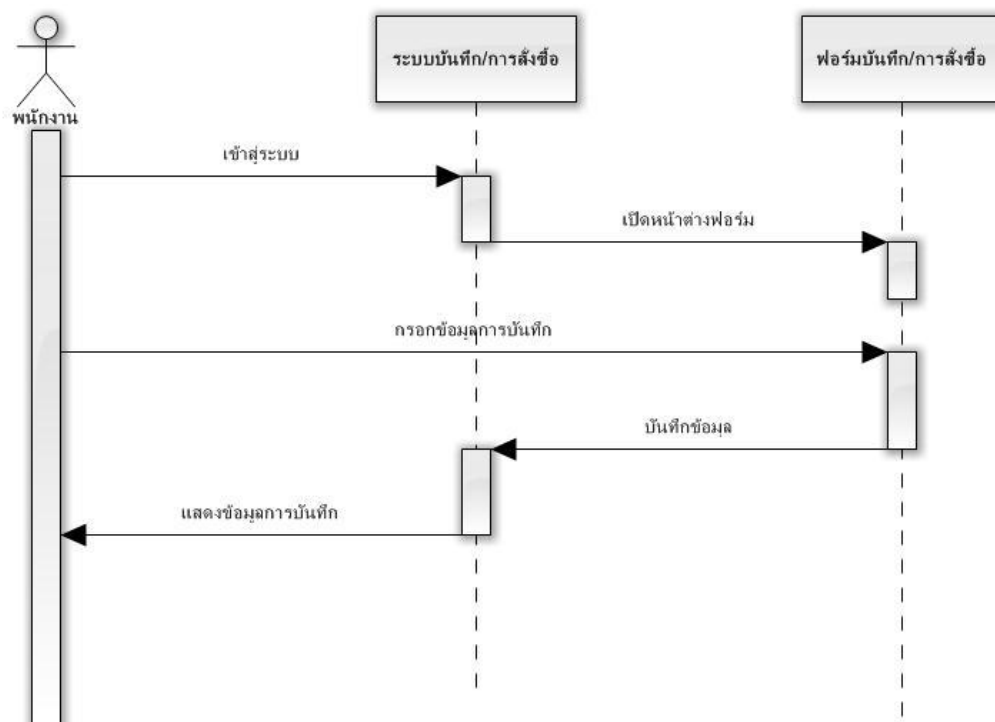 ระบบบันทึก/การสั่งซื้อ
ฟอร์มบันทึก/การสั่งซื้อ
พนักงาน
เข้าสู่ระบบ
เปิดหน้าต่างฟอร์ม
กรอกข้อมูลการบันทึก
บันทึกข้อมูล
แสดงข้อมูลการบันทึก